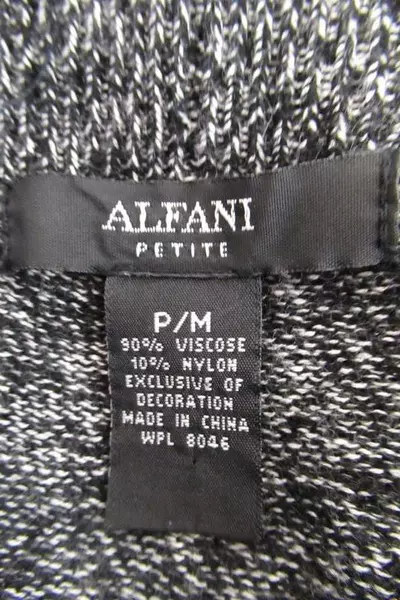 ALFANI
PETITE
P/M
90% VISCOSE
10% NYLON
EXCLUSIVE OF
DECORATION
MADE IN CHINA
WPL 8046